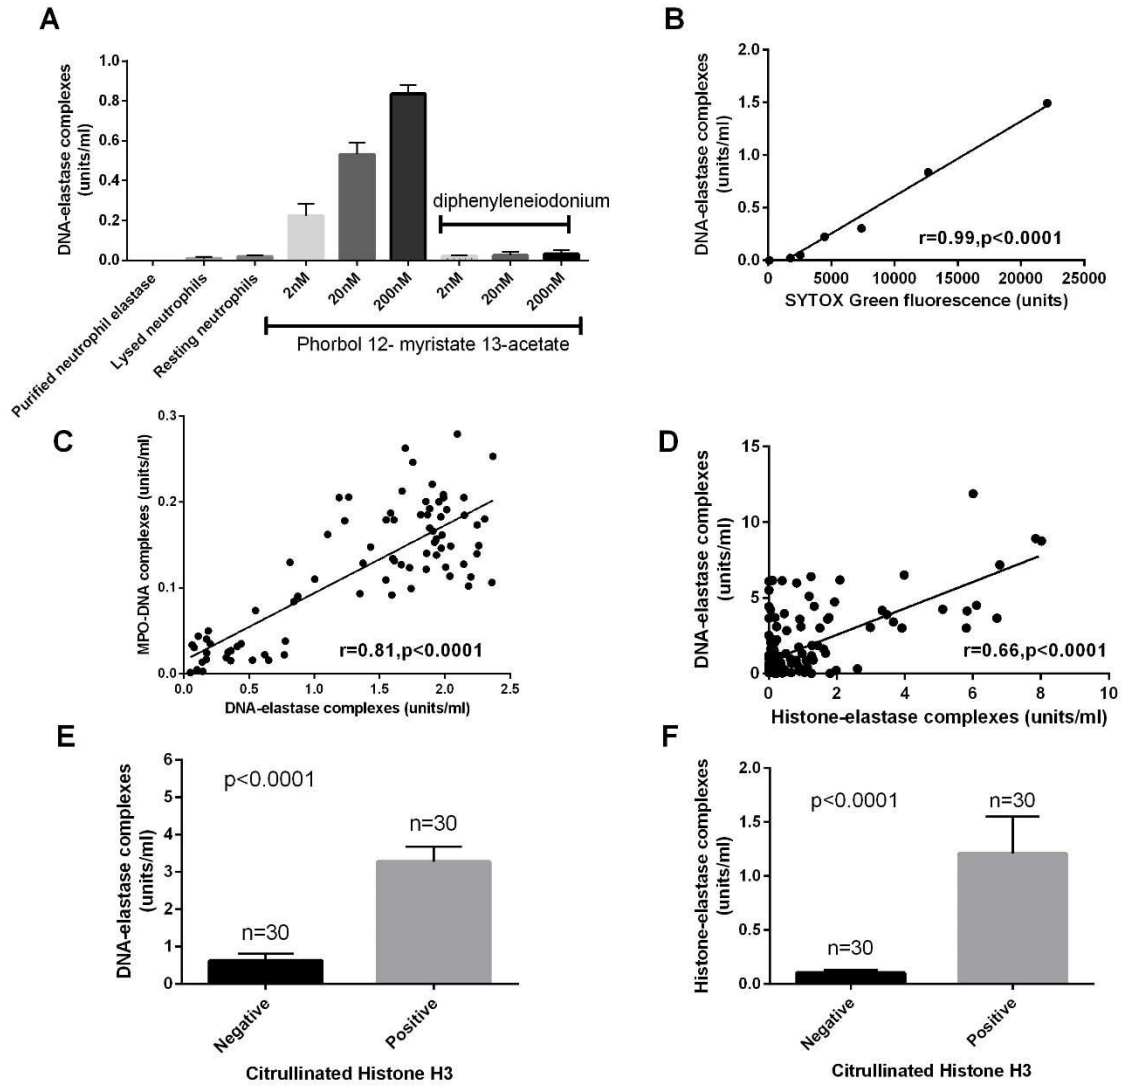 A
DNA-elastase complexes
(units/ml)
1.0
0.8
0.6
0.4
0.2
0.0
diphenyleneiodonium
Purified neutrophil elastase
Lysed neutrophils
Resting neutrophils
2nM
20nM
200nM
2nM
20nM
200nM
Phorbol 12- myristate 13-acetate
B
DNA-elastase complexes
(units/ml)
2.0
1.5
1.0
0.5
0.0
r=0.99,p<0.0001
0 5000 10000 15000 20000 25000
SYTOX Green fluorescence (units)
C
MPO-DNA complexes (units/ml)
0.3
0.2
0.1
0.0
r=0.81,p<0.0001
0.0 0.5 1.0 1.5 2.0 2.5
DNA-elastase complexes (units/ml)
D
DNA-elastase complexes
(units/ml)
15
10
5
0
r=0.66,p<0.0001
0 2 4 6 8 10
Histone-elastase complexes (units/ml)
E
DNA-elastase complexes
(units/ml)
6
5
4
3
2
1
0
p<0.0001
n=30
n=30
Negative
Positive
Citrullinated Histone H3
F
Histone-elastase complexes
(units/ml)
2.0
1.5
1.0
0.5
0.0
p<0.0001
n=30
n=30
Negative
Positive
Citrullinated Histone H3